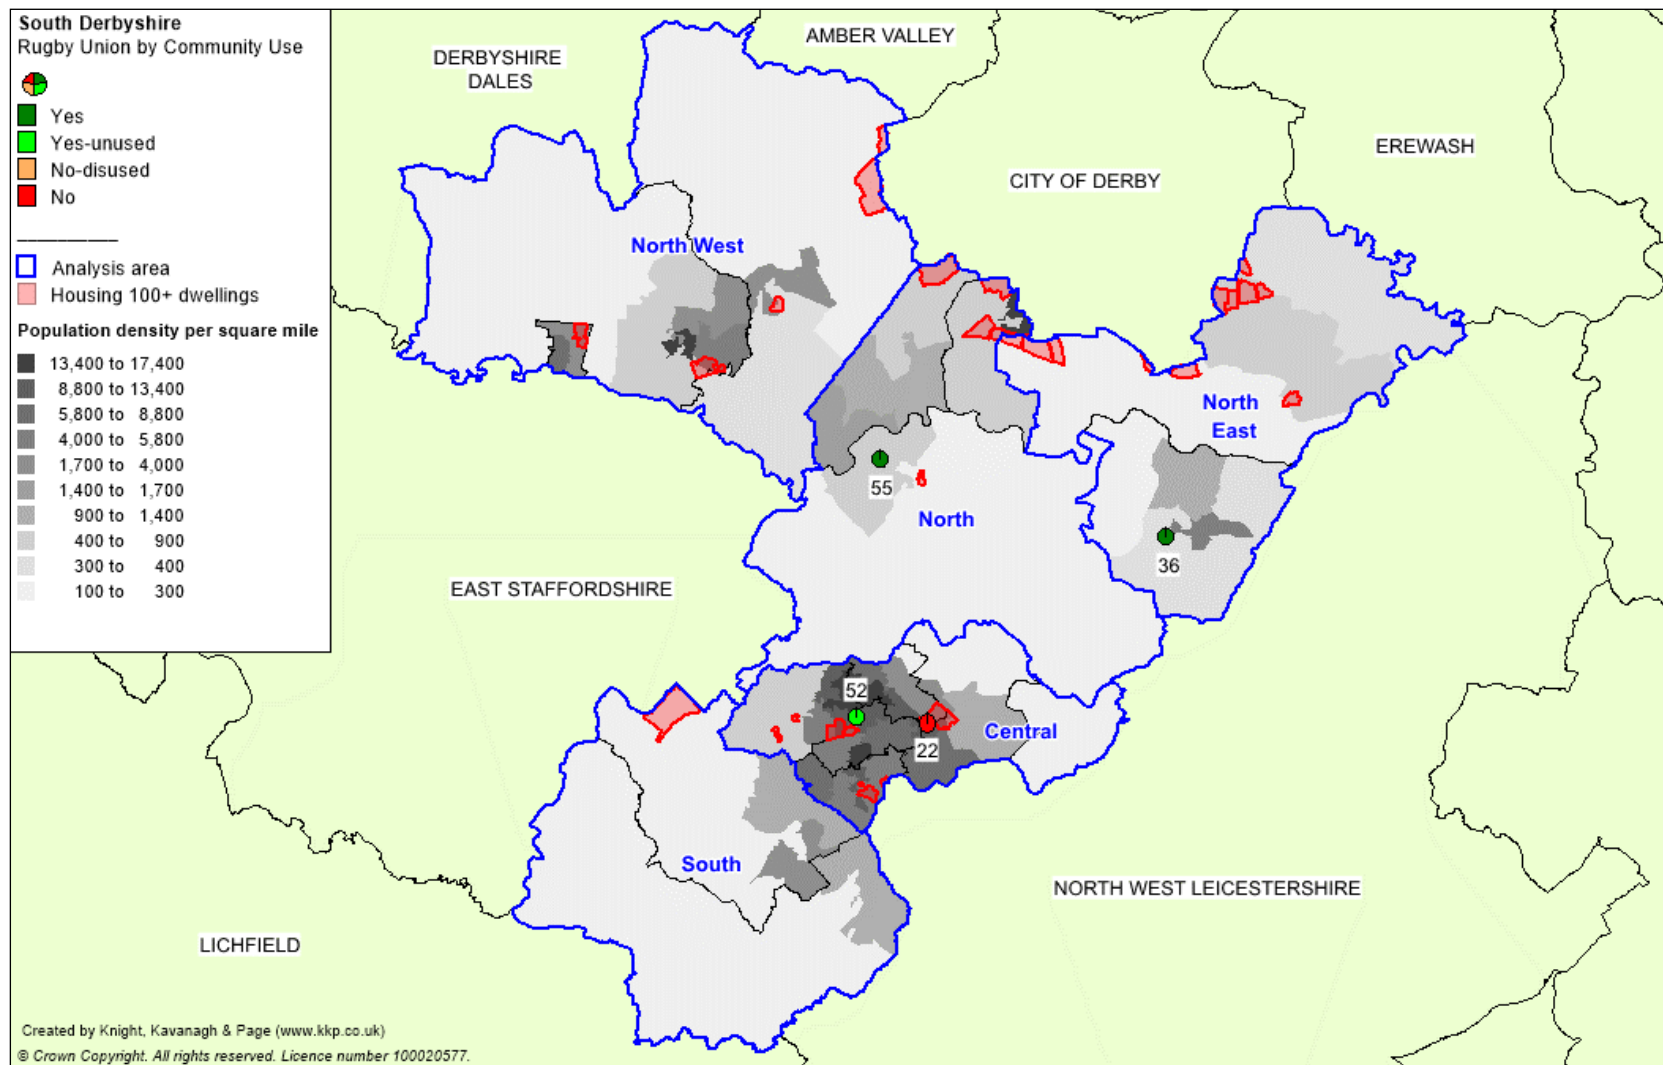 South Derbyshire
Rugby Union by Community Use
Yes
Yes-unused
No-disused
No
Analysis area
Housing 100+ dwellings
Population density per square mile
13,400 to 17,400
8,800 to 13,400
5,800 to 8,800
4,000 to 5,800
1,700 to 4,000
1,400 to 1,700
900 to 1,400
400 to 900
300 to 400
100 to 300
DERBYSHIRE
DALES
AMBER VALLEY
EREWASH
CITY OF DERBY
North West
North
East
55
North
36
EAST STAFFORDSHIRE
52
Central
22
South
NORTH WEST LEICESTERSHIRE
LICHFIELD
Created by Knight, Kavanagh & Page (www.kkp.co.uk)
© Crown Copyright. All rights reserved. Licence number 100020577.